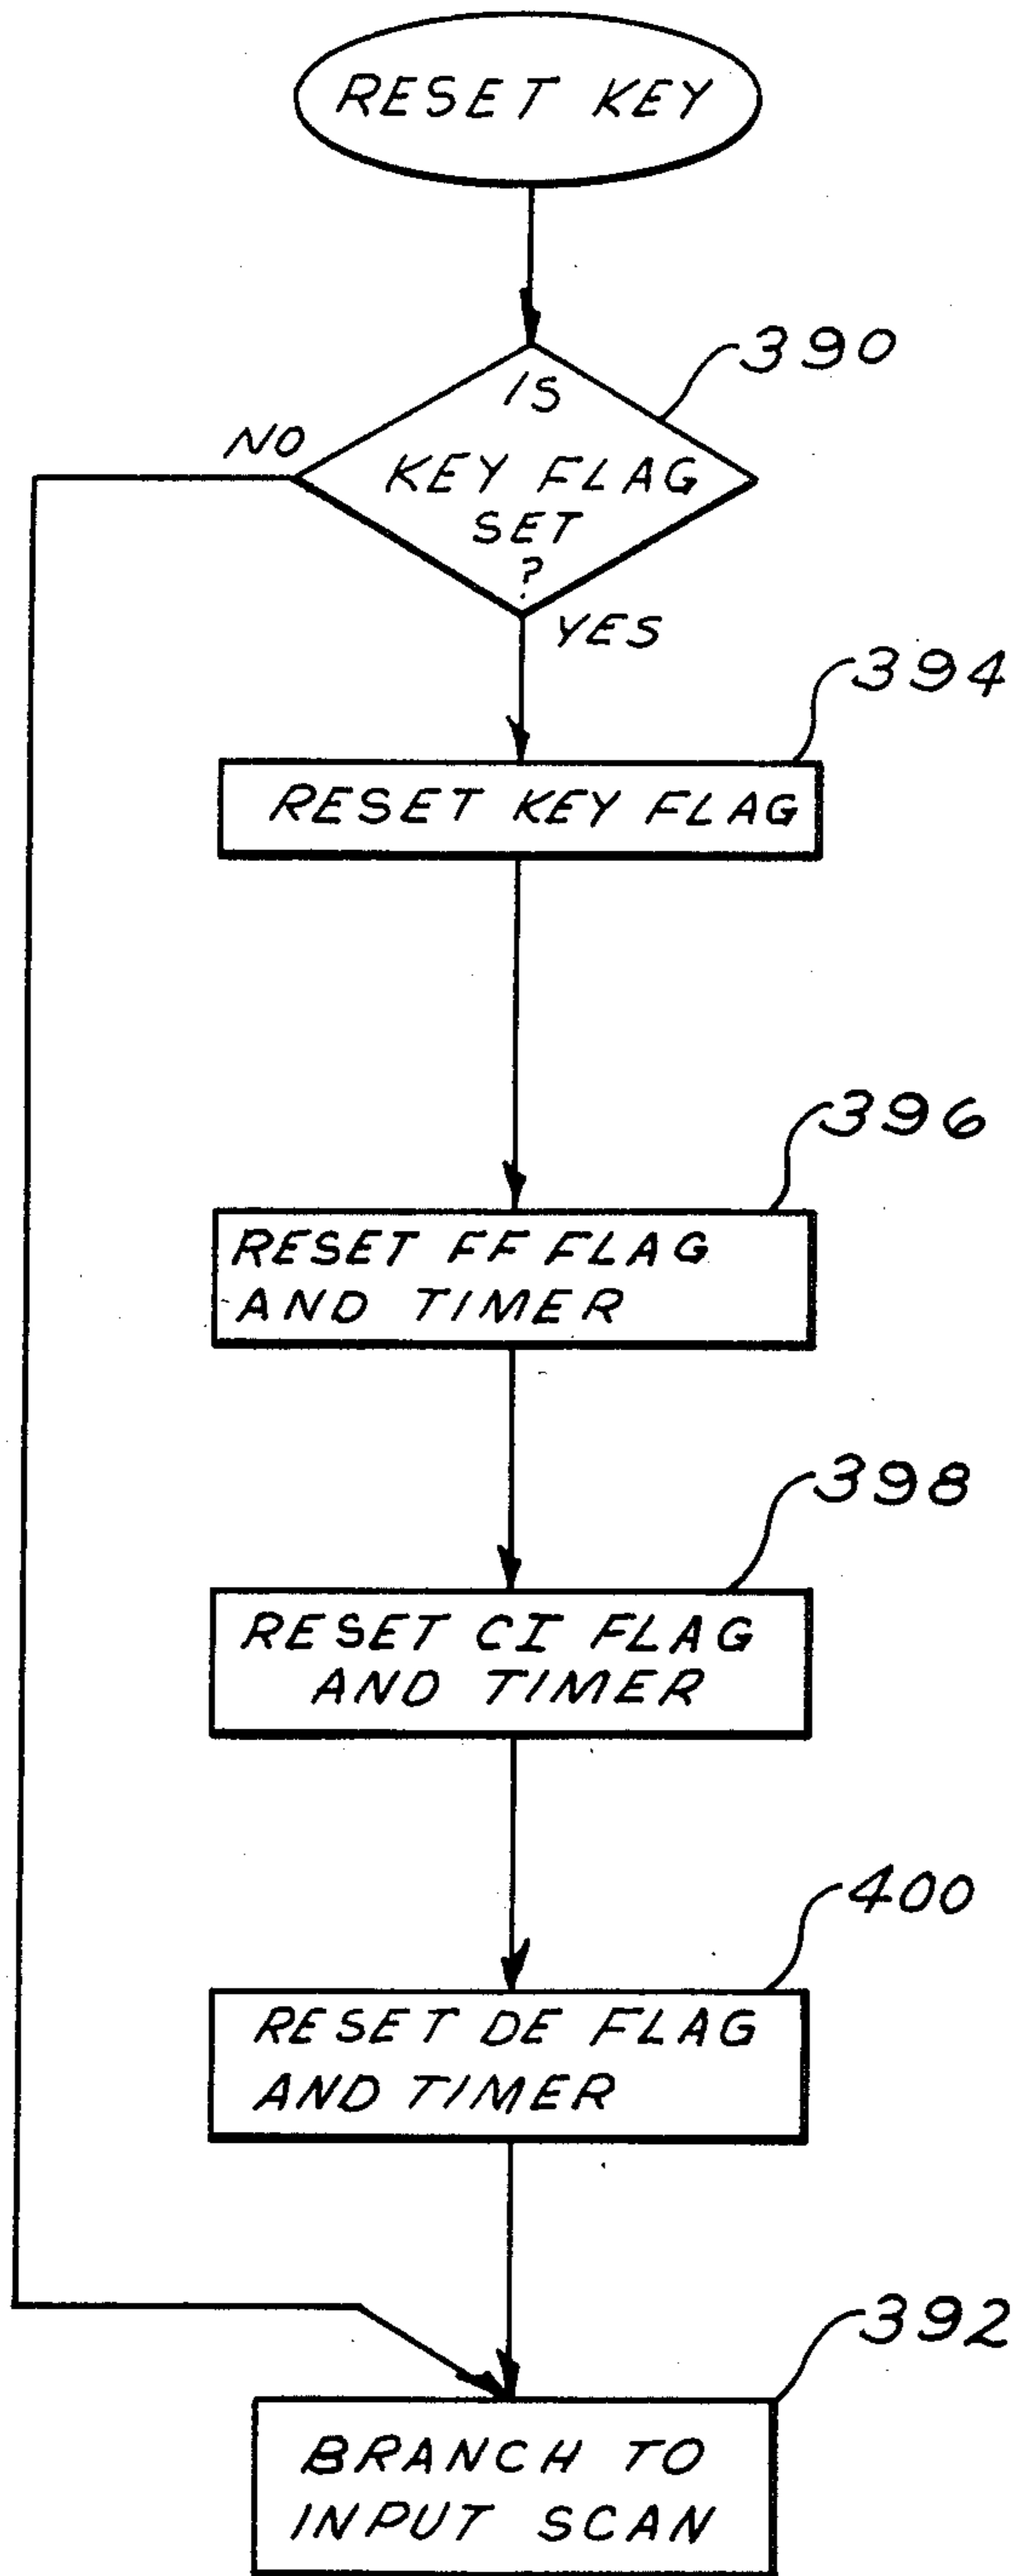 RESET KEY
390
IS
KEY FLAG
SET
?
NO
YES
394
RESET KEY FLAG
396
RESET FF FLAG
AND TIMER
398
RESET CI FLAG
AND TIMER
400
RESET DE FLAG
AND TIMER
392
BRANCH TO
INPUT SCAN